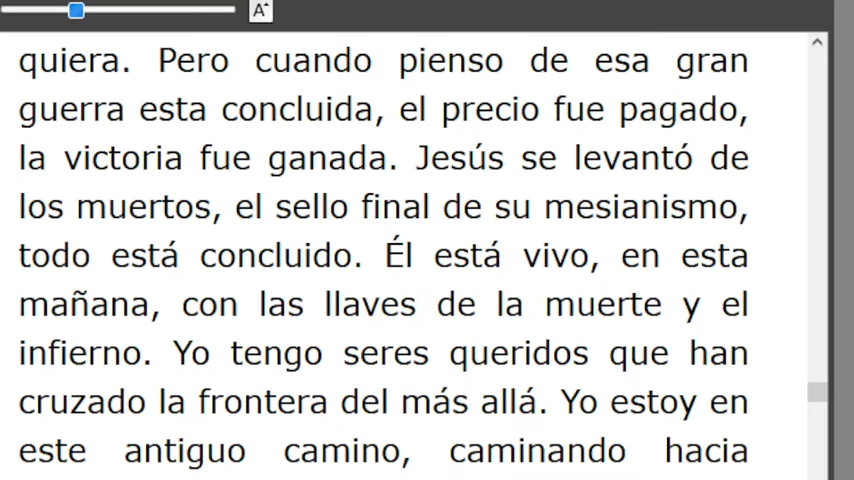 A
quiera. Pero cuando pienso de esa gran
guerra esta concluida, el precio fue pagado,
la victoria fue ganada. Jesús se levantó de
los muertos, el sello final de su mesianismo,
todo está concluido. Él está vivo, en esta
mañana, con las llaves de la muerte y el
infierno. Yo tengo seres queridos que han
cruzado la frontera del más allá. Yo estoy en
este antiguo camino, caminando hacia